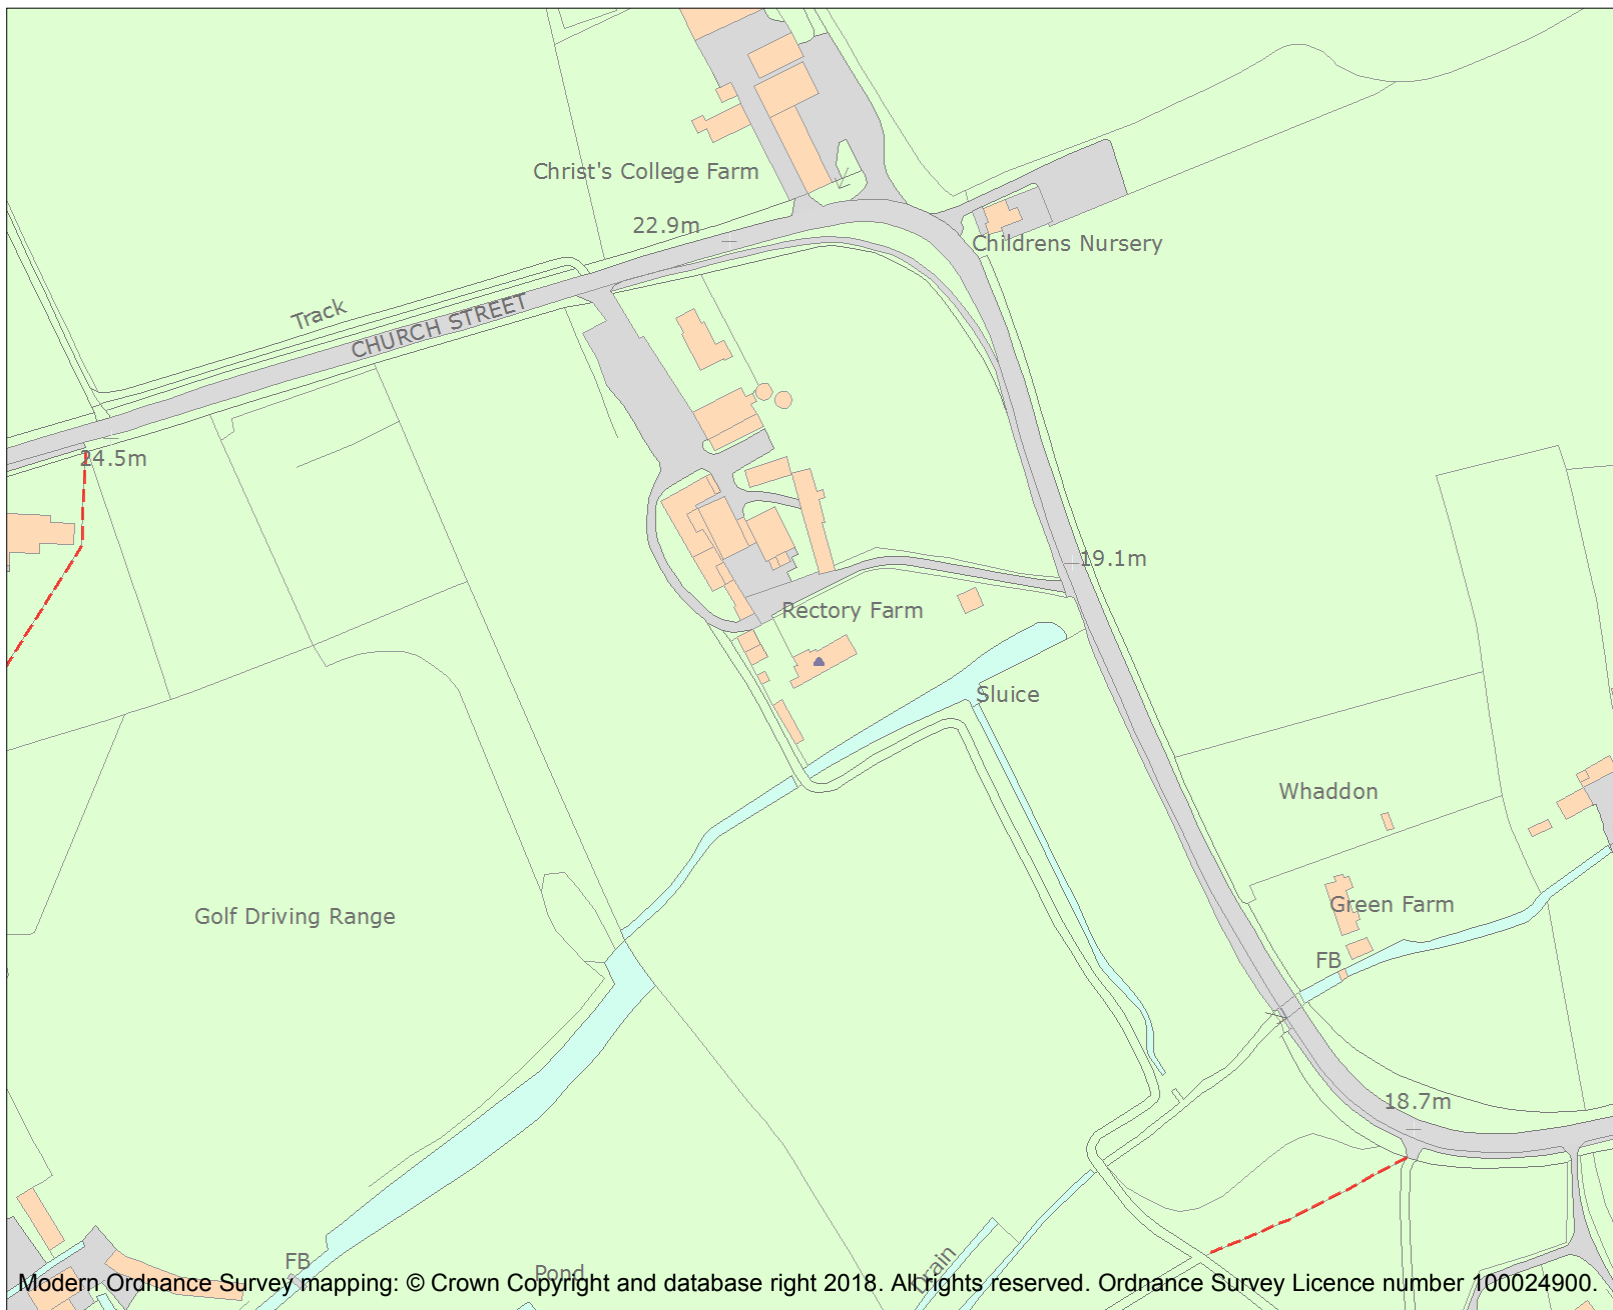 Christ's College Farm
22.9m
Childrens Nursery
Track
CHURCH STREET
24.5m
19.1m
Rectory Farm
Sluice
Whaddon
Green Farm
Golf Driving Range
FB
18.7m
FB
Pond
Drain
Modern Ordnance Survey mapping: © Crown Copyright and database right 2018. All rights reserved. Ordnance Survey Licence number 100024900.